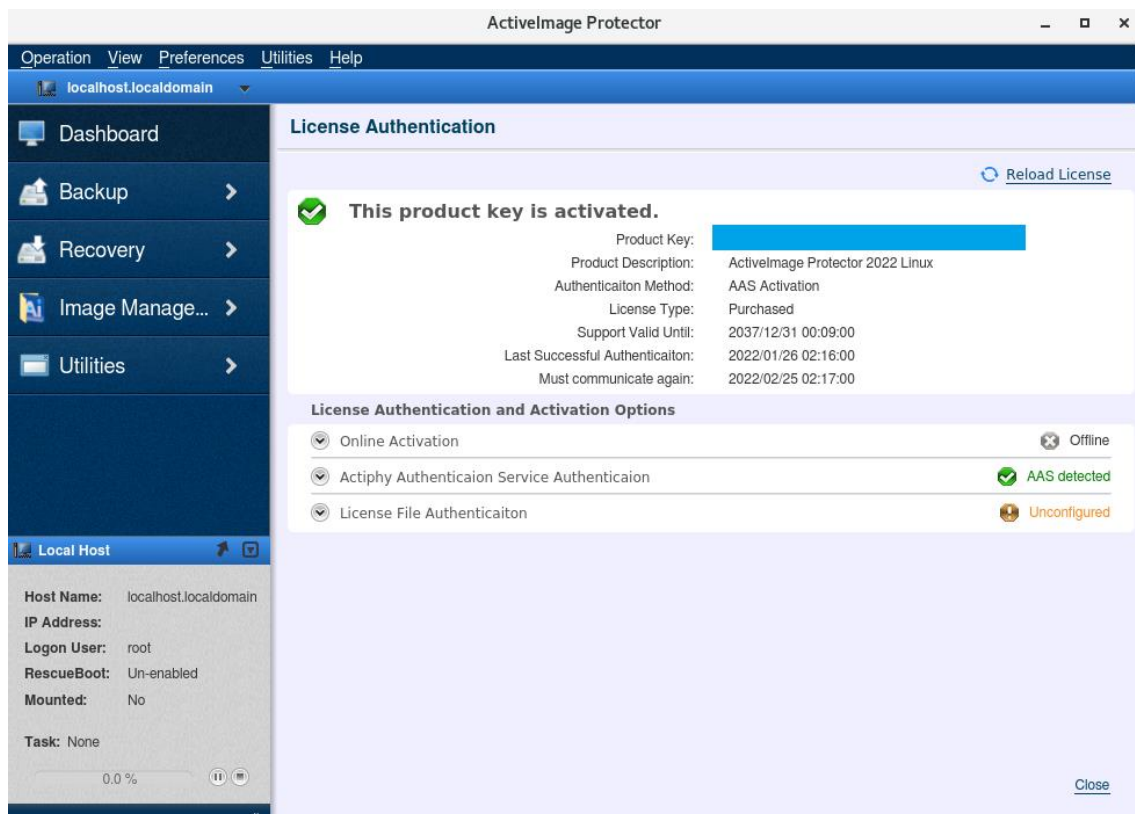 ActiveImage Protector
Operation View Preferences Utilities Help
localhost.localdomain
Dashboard
Backup
Recovery
Image Manage...
Utilities
Local Host
Host Name: localhost.localdomain
IP Address:
Logon User: root
RescueBoot: Un-enabled
Mounted: No
Task: None
0.0 %
License Authentication
Reload License
This product key is activated.
Product Key:
Product Description: ActiveImage Protector 2022 Linux
Authenticaiton Method: AAS Activation
License Type: Purchased
Support Valid Until: 2037/12/31 00:09:00
Last Successful Authenticaiton: 2022/01/26 02:16:00
Must communicate again: 2022/02/25 02:17:00
License Authentication and Activation Options
Online Activation Offline
Actiphy Authenticaion Service Authenticaion AAS detected
License File Authenticaiton Unconfigured
Close